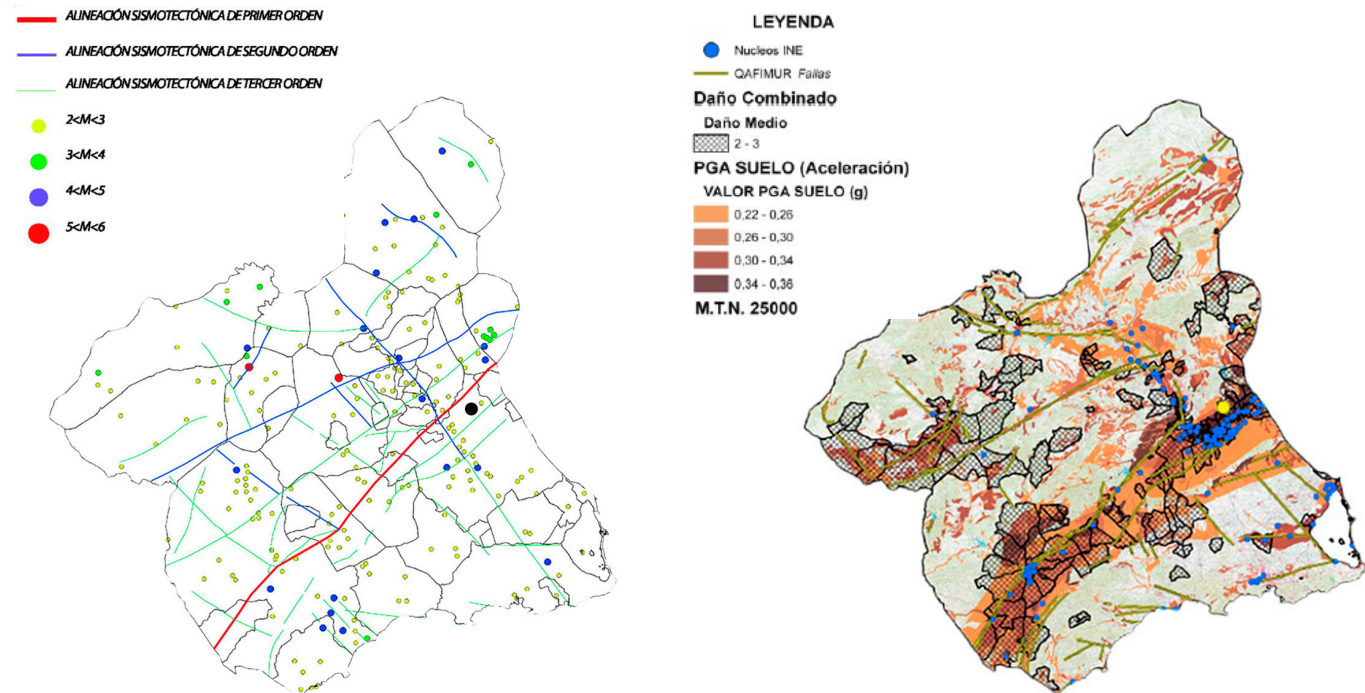 ALINEACIÓN SISMOTECTÓNICA DE PRIMER ORDEN
ALINEACIÓN SISMOTECTÓNICA DE SEGUNDO ORDEN
ALINEACIÓN SISMOTECTÓNICA DE TERCER ORDEN
2<M<3
3<M<4
4<M<5
5<M<6
LEYENDA
Nucleos INE
QAFIMUR Fallas
Daño Combinado
Daño Medio
2 - 3
PGA SUELO (Aceleración)
VALOR PGA SUELO (g)
0,22 - 0,26
0,26 - 0,30
0,30 - 0,34
0,34 - 0,36
M.T.N. 25000